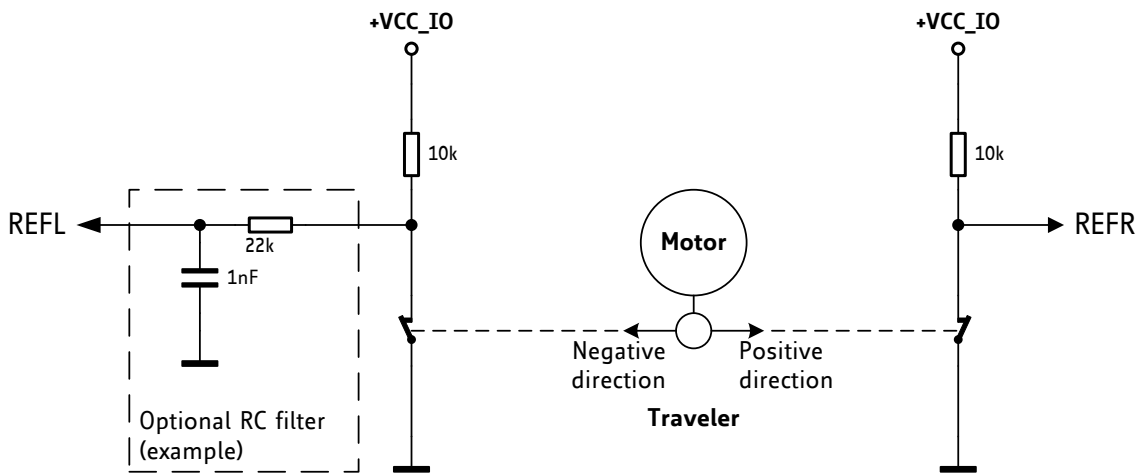 +VCC_IO
+VCC_IO
10k
10k
REFL
22k
1nF
Motor
REFR
Negative
direction
Positive
direction
Traveler
Optional RC filter
(example)